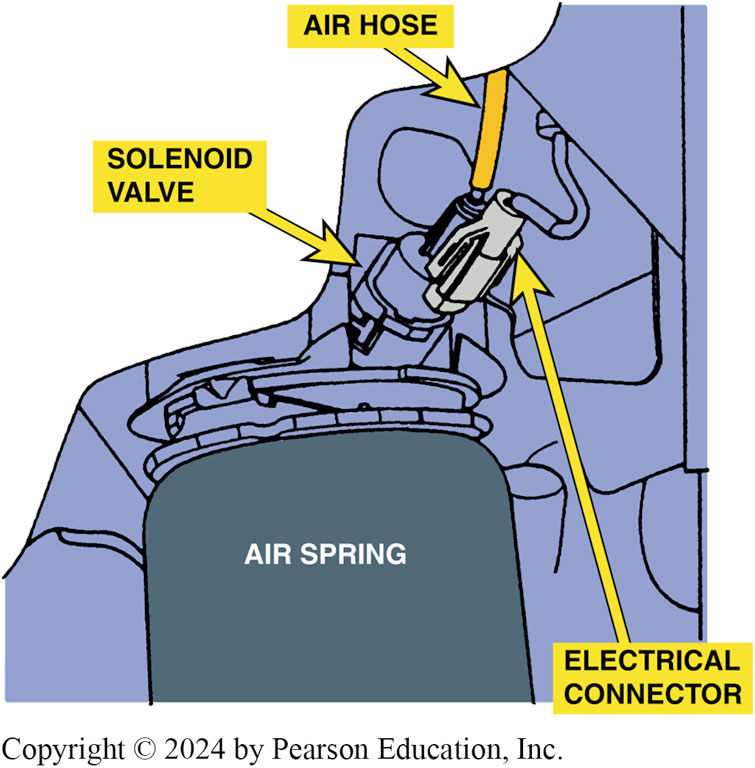 AIR HOSE
SOLENOID
VALVE
AIR SPRING
ELECTRICAL
CONNECTOR
Copyright © 2024 by Pearson Education, Inc.